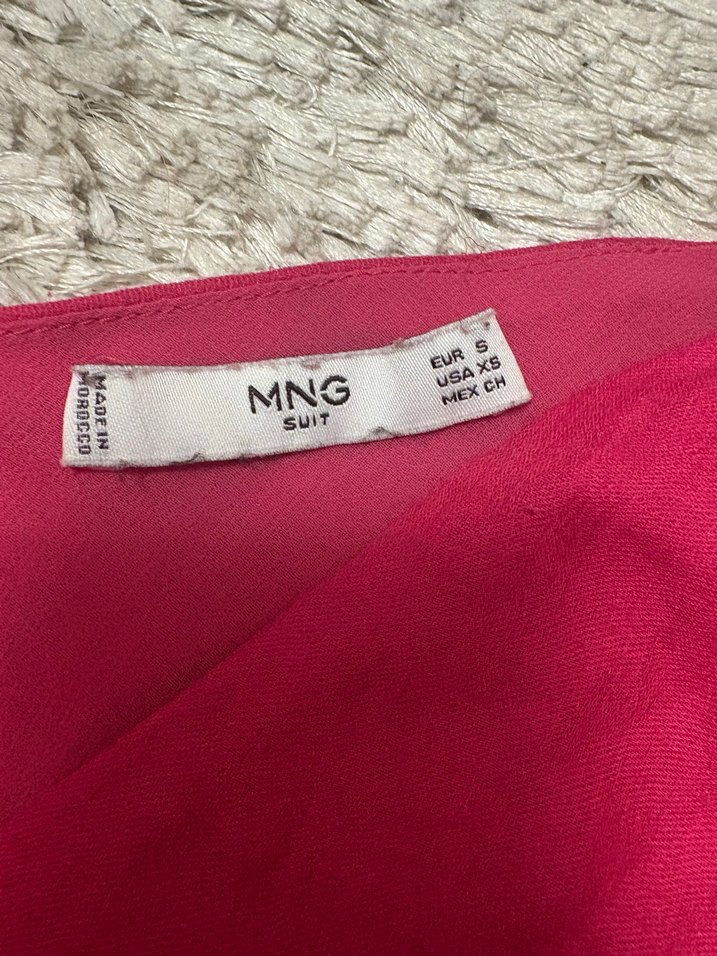 MADE IN
MOROCCO
MNG
SUIT
EUR S
USA XS
MEX CH